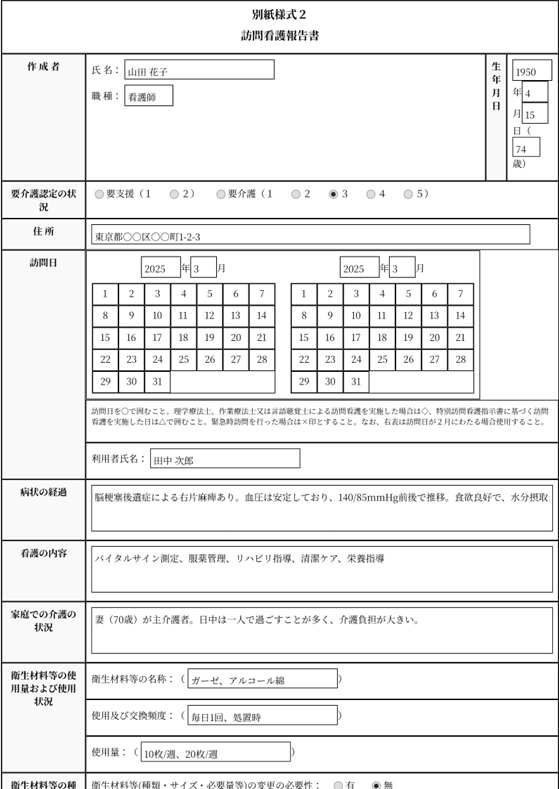 別紙様式２
訪問看護報告書
作 成 者
氏 名： 山田 花子
職 種： 看護師
生年月日
1950
年 4
月 15
日（
74
歳）
要介護認定の状況
要支援（ 1 2 ） 要介護（ 1 2 3 4 5 ）
住 所
東京都〇〇区〇〇町1-2-3
訪問日
2025 年 3 月 2025 年 3 月
1 2 3 4 5 6 7 1 2 3 4 5 6 7
8 9 10 11 12 13 14 8 9 10 11 12 13 14
15 16 17 18 19 20 21 15 16 17 18 19 20 21
22 23 24 25 26 27 28 22 23 24 25 26 27 28
29 30 31 29 30 31
訪問日を〇で囲むこと。理学療法士、作業療法士又は言語聴覚士による訪問看護を実施した場合は◇、特別訪問看護指示書に基づく訪問
看護を実施した日は△で囲むこと。緊急時訪問を行った場合は×印とすること。なお、右表は訪問日が２月にわたる場合使用すること。
利用者氏名： 田中 次郎
病状の経過
脳梗塞後遺症による右片麻痺あり。血圧は安定しており、140/85mmHg前後で推移。食欲良好で、水分摂取
看護の内容
バイタルサイン測定、服薬管理、リハビリ指導、清潔ケア、栄養指導
家庭での介護の
状況
妻（70歳）が主介護者。日中は一人で過ごすことが多く、介護負担が大きい。
衛生材料等の使
用量および使用
状況
衛生材料等の名称：（ ガーゼ、アルコール綿 ）
使用及び交換頻度：（ 毎日1回、処置時 ）
使用量：（ 10枚/週、20枚/週 ）
衛生材料等の種
衛生材料等(種類・サイズ・必要量等)の変更の必要性： 有 無